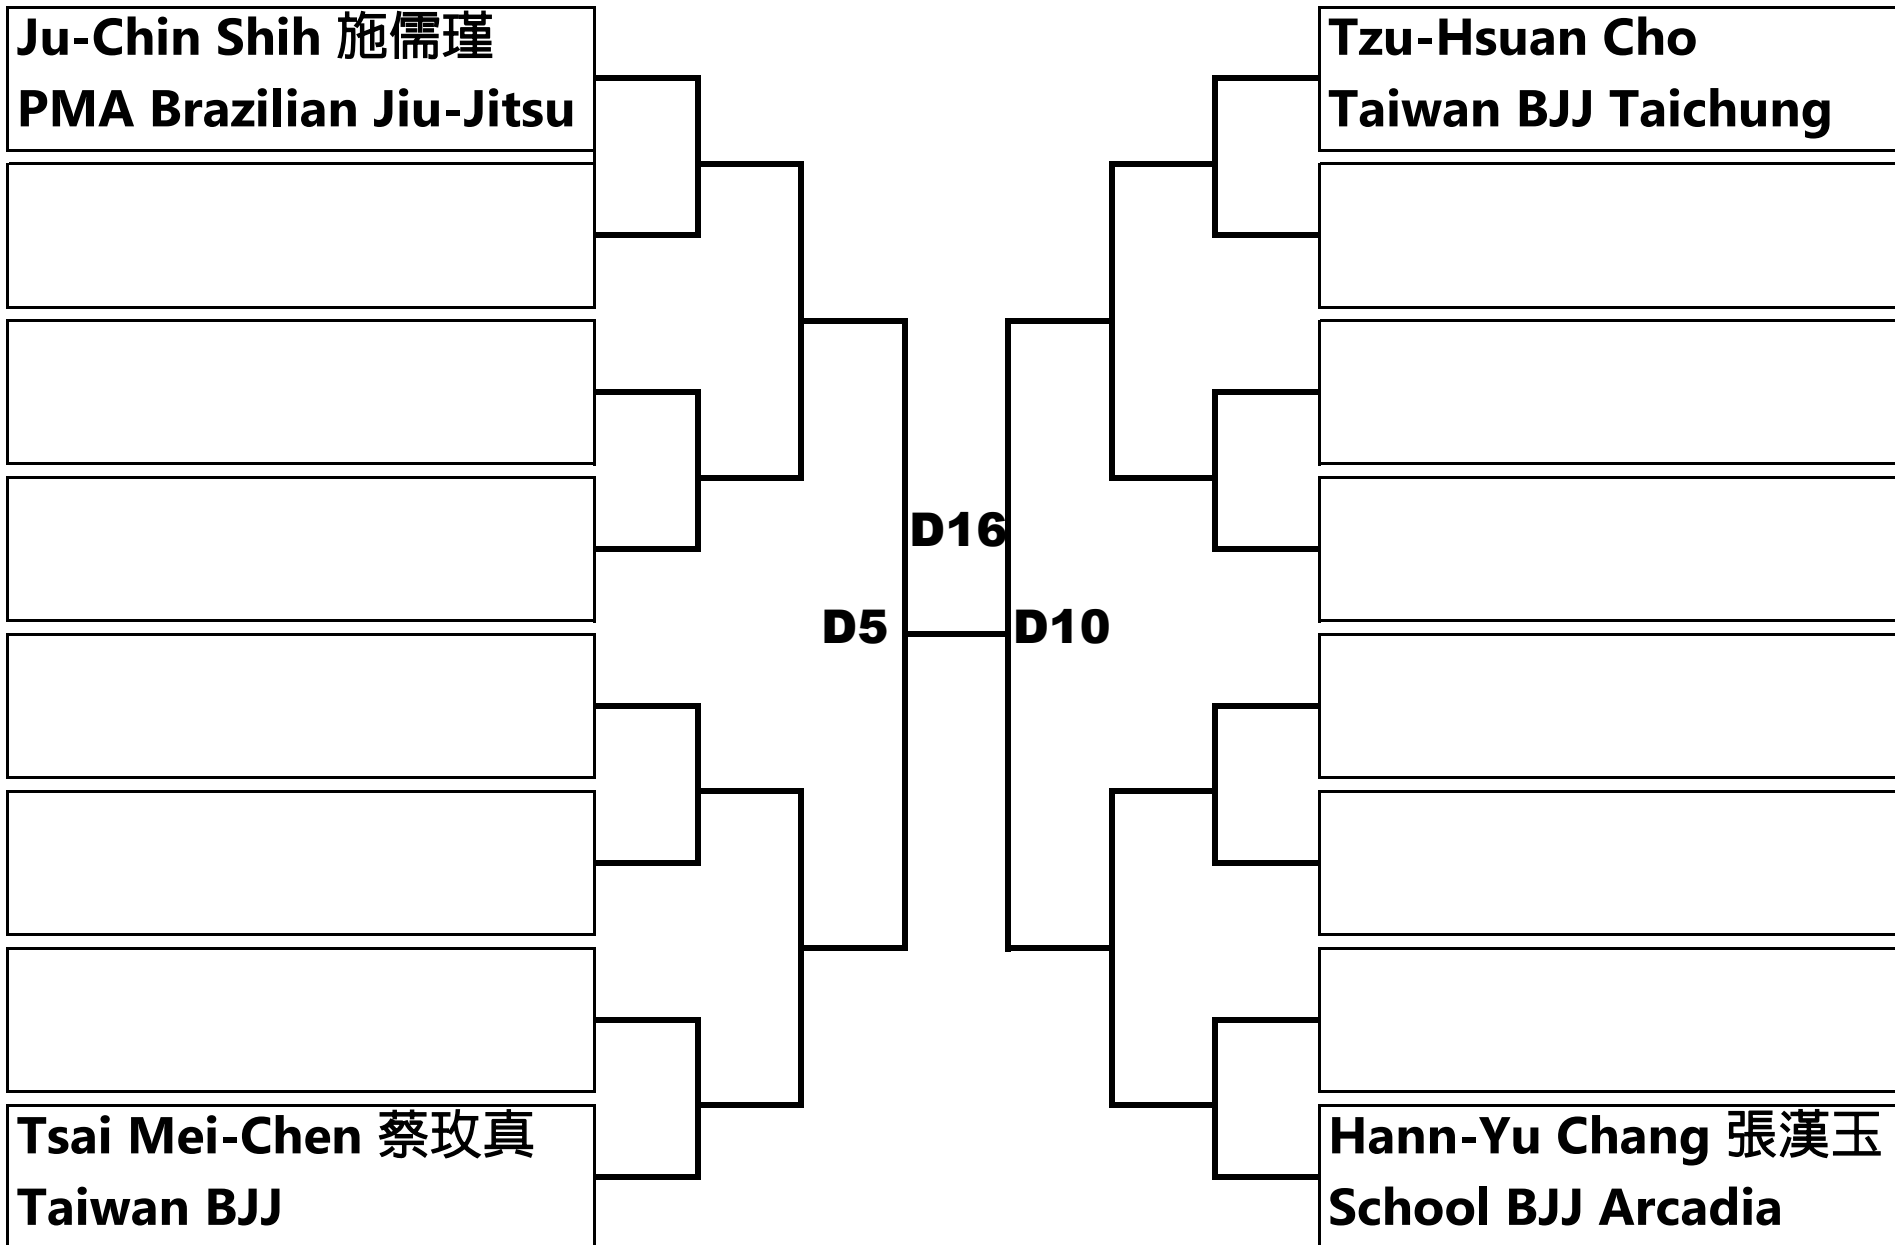 Ju-Chin Shih 施儒瑾
PMA Brazilian Jiu-Jitsu
Tzu-Hsuan Cho
Taiwan BJJ Taichung
D16
D5
D10
Tsai Mei-Chen 蔡玫真
Taiwan BJJ
Hann-Yu Chang 張漢玉
School BJJ Arcadia